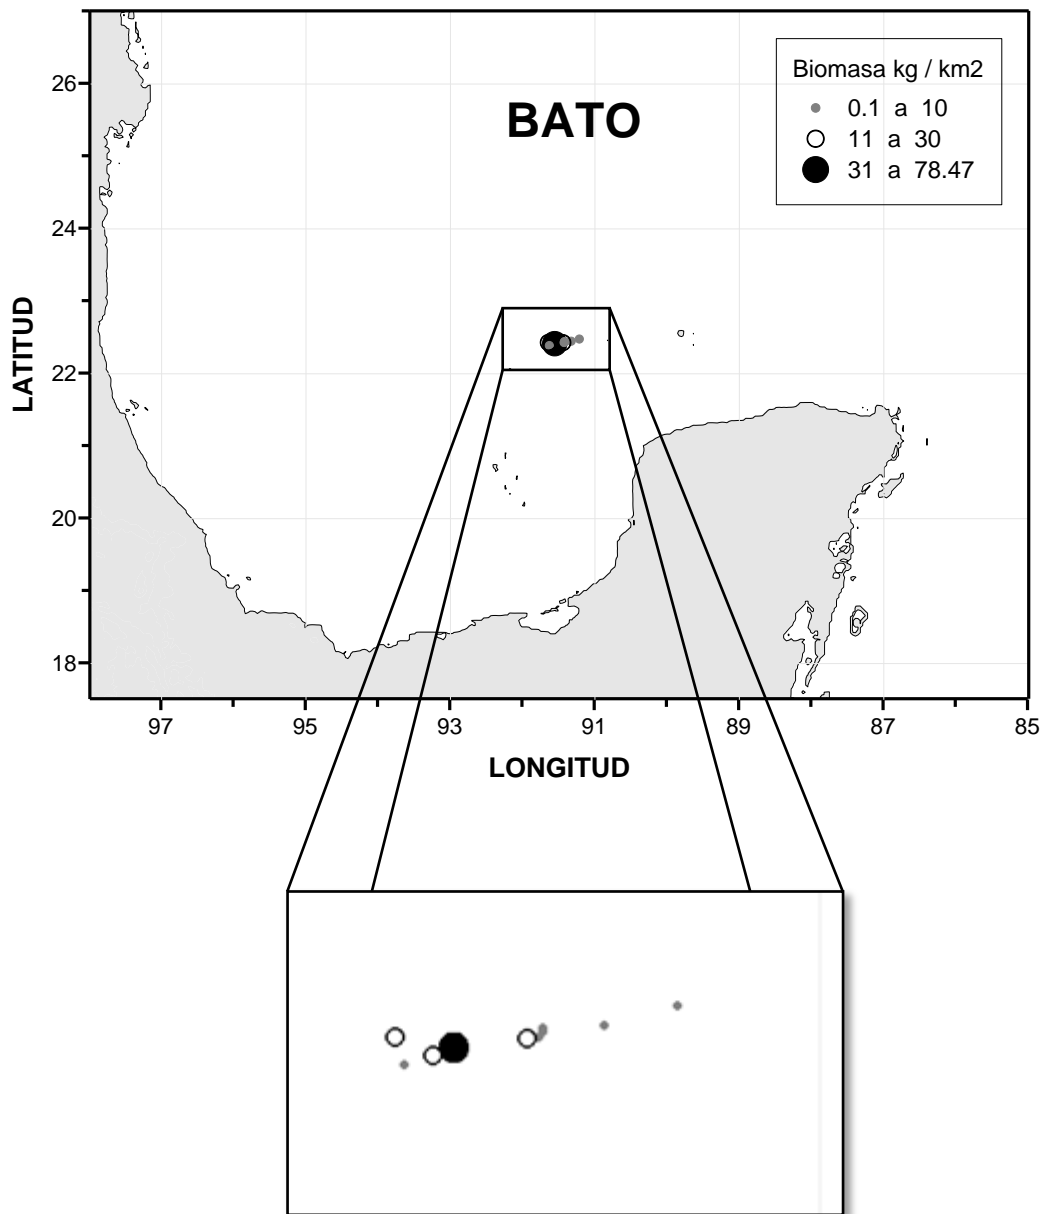 BATO
Biomasa kg / km2
0.1 a 10
11 a 30
31 a 78.47
LATITUD
26
24
22
20
18
97 95 93 91 89 87 85
LONGITUD